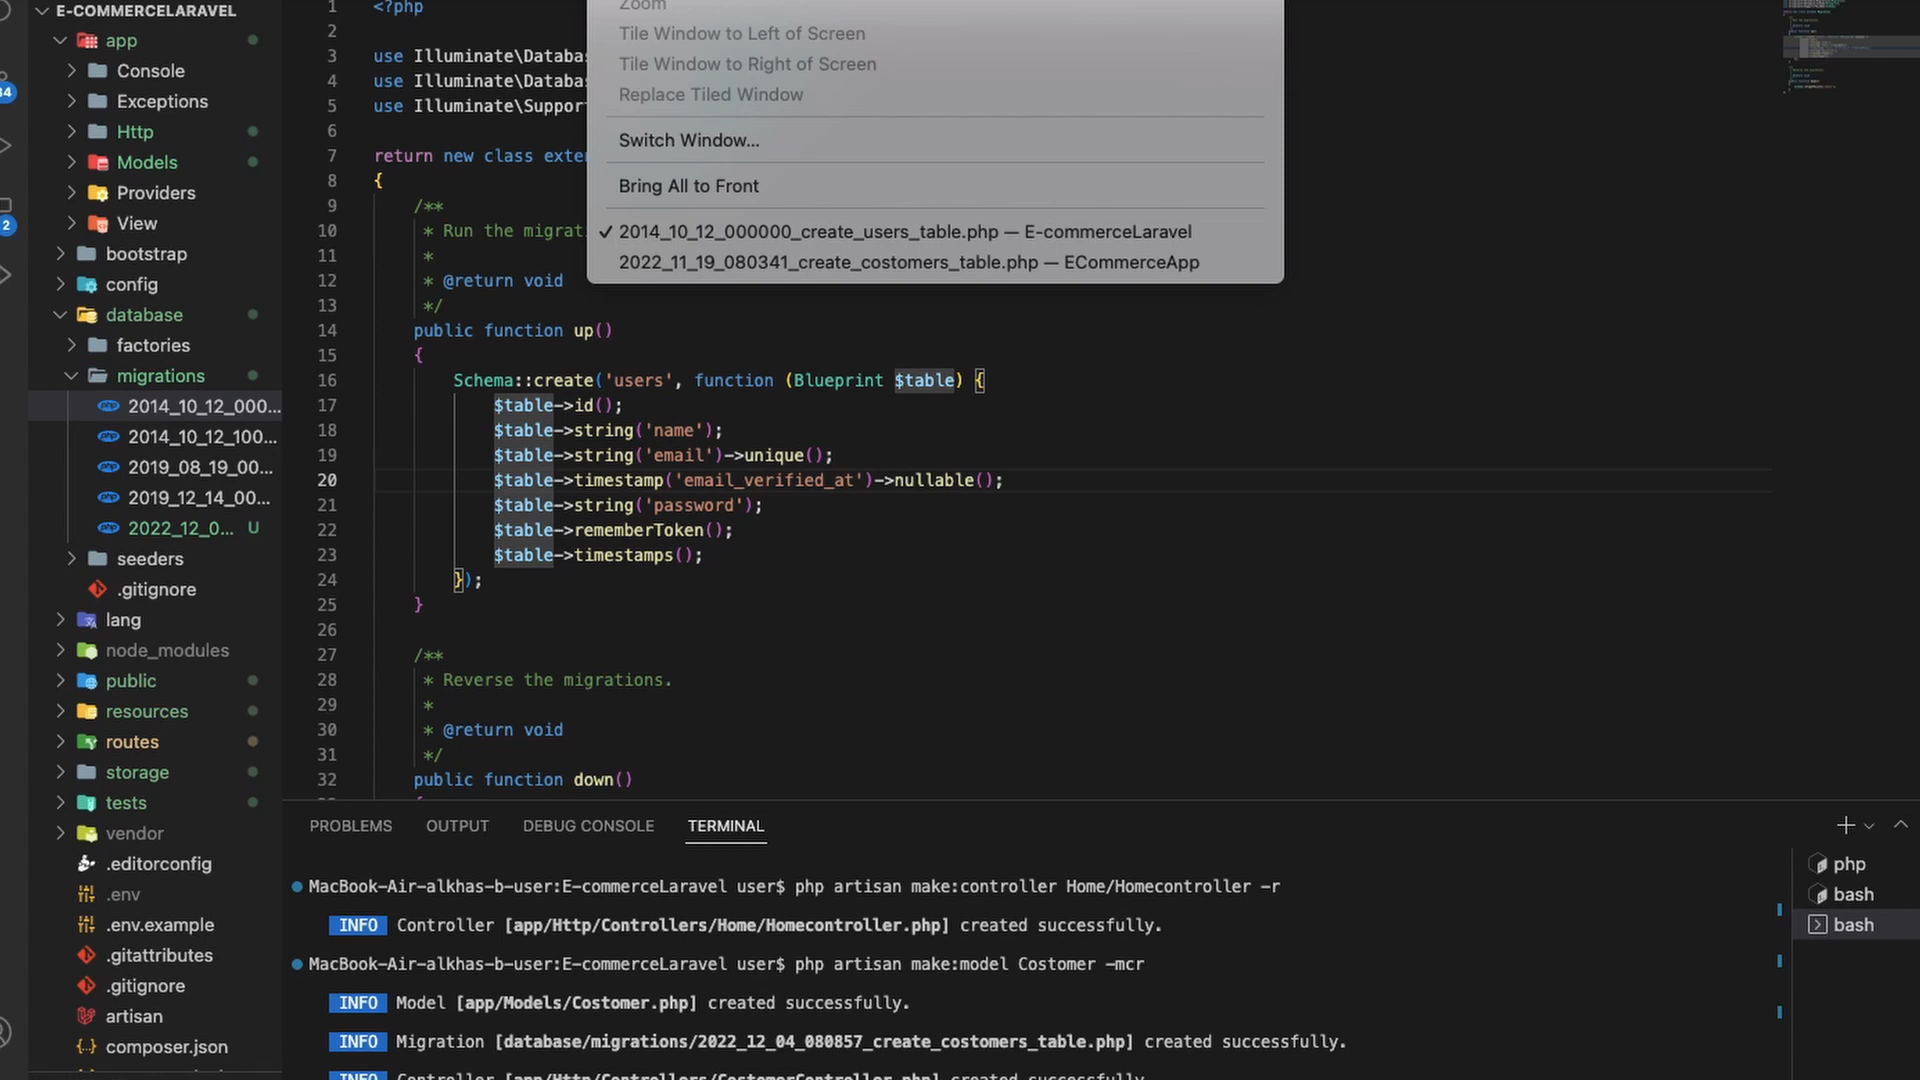 E-COMMERCELARAVEL
app
Console
Exceptions
Http
Models
Providers
View
bootstrap
config
database
factories
migrations
2014_10_12_000...
2014_10_12_100...
2019_08_19_00...
2019_12_14_00...
2022_12_0... U
seeders
.gitignore
lang
node_modules
public
resources
routes
storage
tests
vendor
.editorconfig
.env
.env.example
.gitattributes
.gitignore
artisan
composer.json
34
2
1 <?php
2
3 use Illuminate\Databa
4 use Illuminate\Databa
5 use Illuminate\Suppor
6
7 return new class exte
8 {
9 /**
10 * Run the migrat
11 *
12 * @return void
13 */
14 public function up()
15 {
16 Schema::create('users', function (Blueprint $table) {
17 $table->id();
18 $table->string('name');
19 $table->string('email')->unique();
20 $table->timestamp('email_verified_at')->nullable();
21 $table->string('password');
22 $table->rememberToken();
23 $table->timestamps();
24 });
25 }
26
27 /**
28 * Reverse the migrations.
29 *
30 * @return void
31 */
32 public function down()
Zoom
Tile Window to Left of Screen
Tile Window to Right of Screen
Replace Tiled Window
Switch Window...
Bring All to Front
✓ 2014_10_12_000000_create_users_table.php — E-commerceLaravel
2022_11_19_080341_create_costomers_table.php — ECommerceApp
PROBLEMS OUTPUT DEBUG CONSOLE TERMINAL
MacBook-Air-alkhas-b-user:E-commerceLaravel user$ php artisan make:controller Home/Homecontroller -r
INFO Controller [app/Http/Controllers/Home/Homecontroller.php] created successfully.
MacBook-Air-alkhas-b-user:E-commerceLaravel user$ php artisan make:model Costomer -mcr
INFO Model [app/Models/Costomer.php] created successfully.
INFO Migration [database/migrations/2022_12_04_080857_create_costomers_table.php] created successfully.
INFO Controller [app/Http/Controllers/CostomerController.php] created successfully.
php
bash
bash